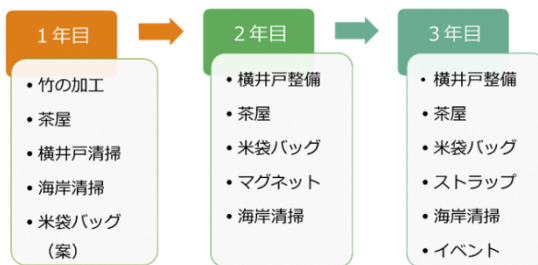 1年目
• 竹の加工
• 茶屋
• 横井戸清掃
• 海岸清掃
• 米袋バッグ
（案）
2年目
• 横井戸整備
• 茶屋
• 米袋バッグ
• マグネット
• 海岸清掃
3年目
• 横井戸整備
• 茶屋
• 米袋バッグ
• ストラップ
• 海岸清掃
• イベント